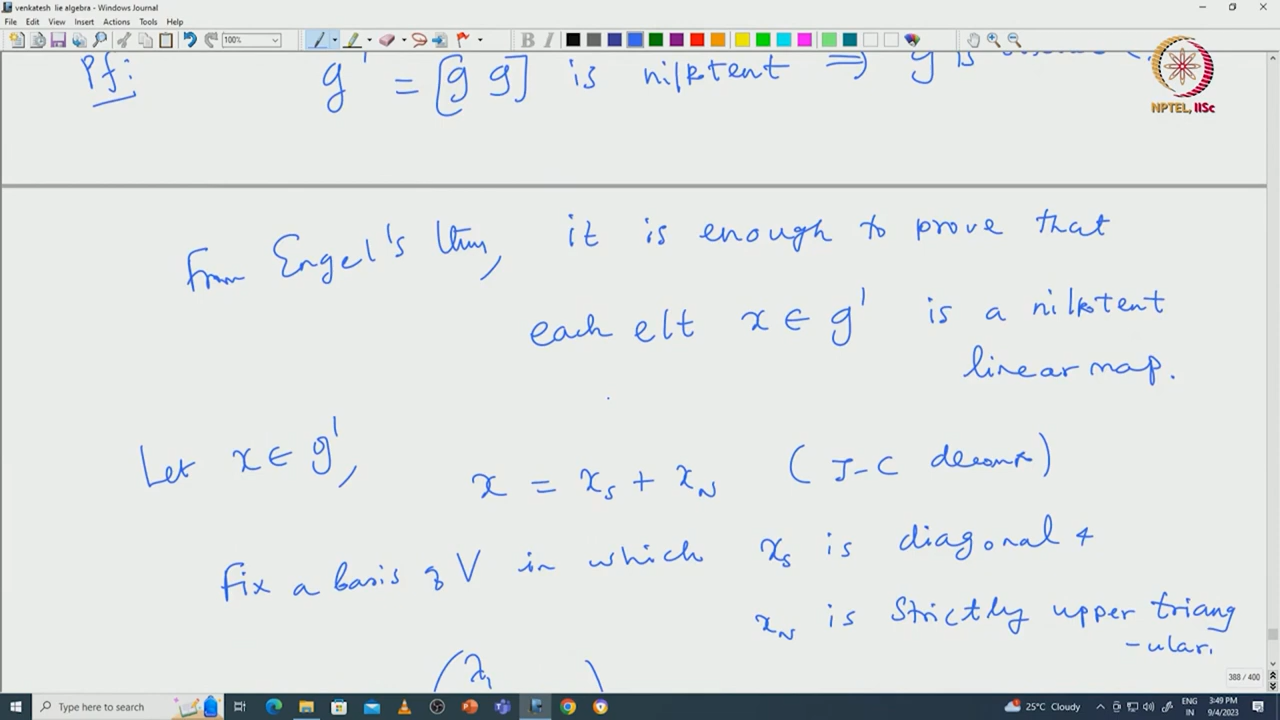 venkatesh lie algebra - Windows Journal
File Edit View Insert Actions Tools Help
100%
B I
NPTEL, IISc
Pf: g' = [g g] is nilpotent ⇒ g is
From Engel's thm, it is enough to prove that
each elt x ∈ g' is a nilpotent
linear map.
Let x ∈ g', x = x_s + x_N (J-C decomp)
Fix a basis of V in which x_s is diagonal &
x_N is strictly upper triang
-ular.
(λ_1 )
388 / 400
Type here to search
25°C Cloudy
ENG
IN
3:49 PM
9/4/2023